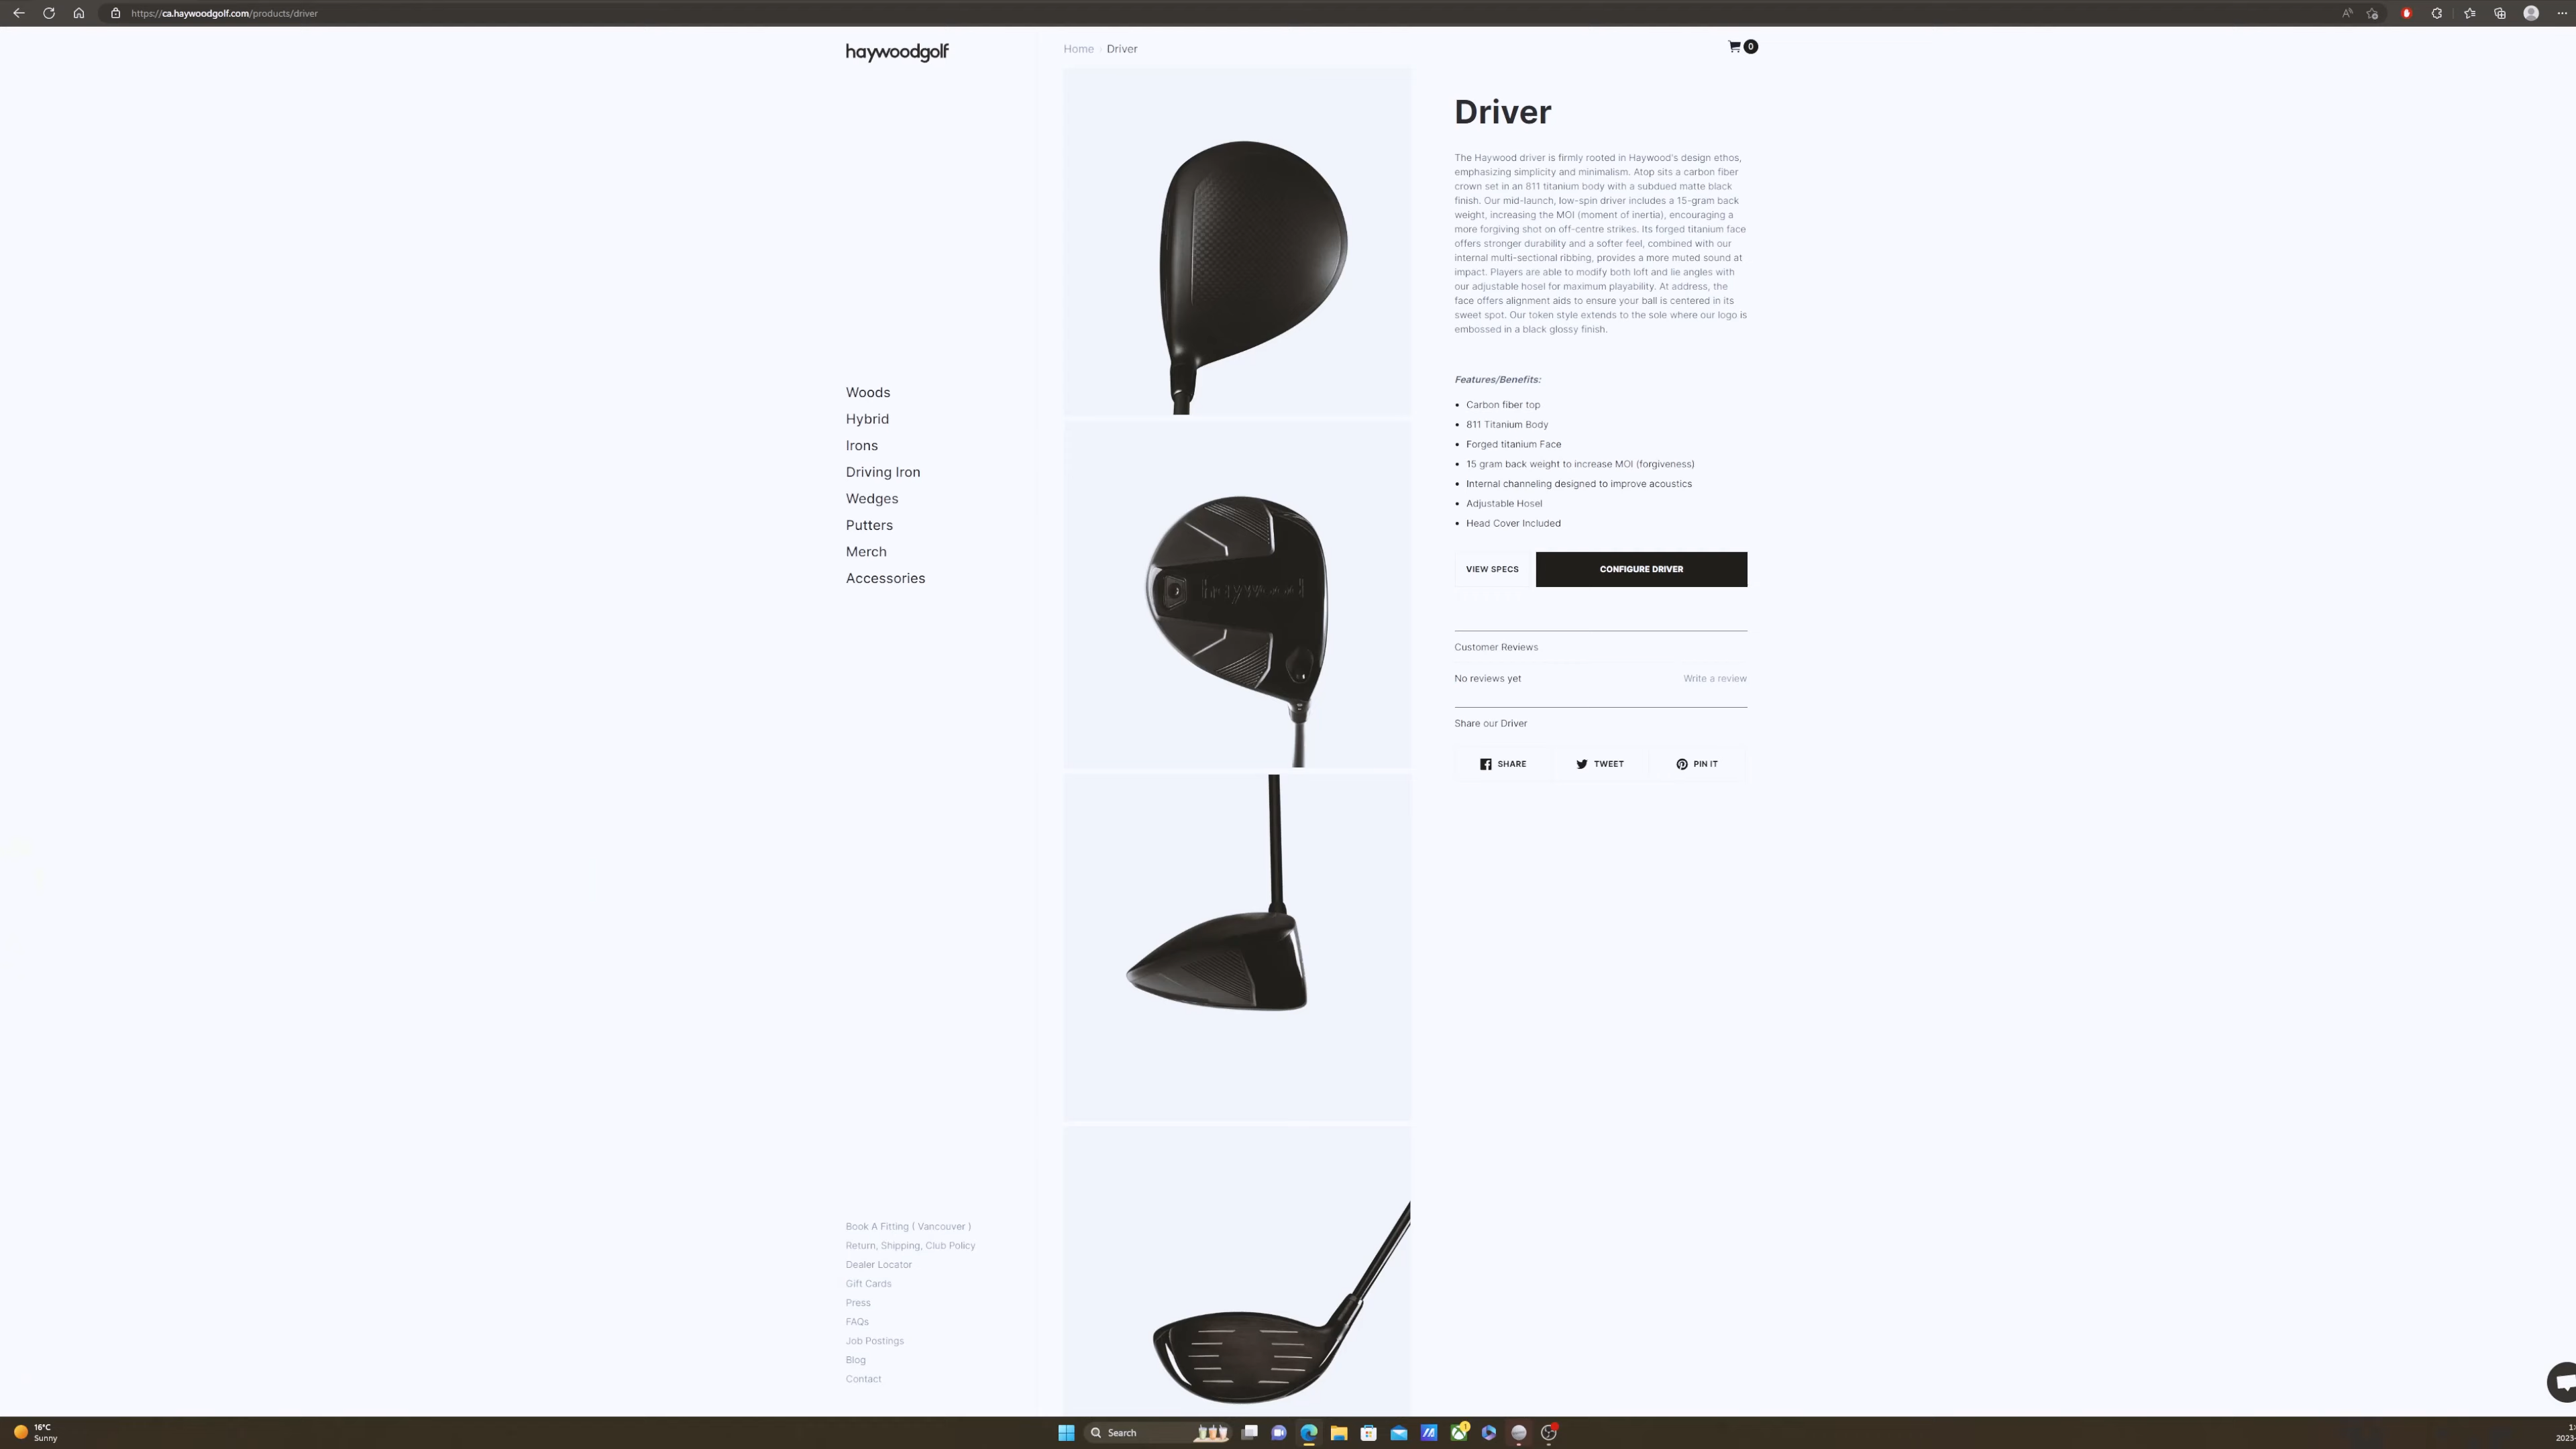 https://ca.haywoodgolf.com/products/driver
haywoodgolf
Home › Driver
0
Driver
The Haywood driver is firmly rooted in Haywood's design ethos,
emphasizing simplicity and minimalism. Atop sits a carbon fiber
crown set in an 811 titanium body with a subdued matte black
finish. Our mid-launch, low-spin driver includes a 15-gram back
weight, increasing the MOI (moment of inertia), encouraging a
more forgiving shot on off-centre strikes. Its forged titanium face
offers stronger durability and a softer feel, combined with our
internal multi-sectional ribbing, provides a more muted sound at
impact. Players are able to modify both loft and lie angles with
our adjustable hosel for maximum playability. At address, the
face offers alignment aids to ensure your ball is centered in its
sweet spot. Our token style extends to the sole where our logo is
embossed in a black glossy finish.
Features/Benefits:
• Carbon fiber top
• 811 Titanium Body
• Forged titanium Face
• 15 gram back weight to increase MOI (forgiveness)
• Internal channeling designed to improve acoustics
• Adjustable Hosel
• Head Cover Included
VIEW SPECS
CONFIGURE DRIVER
Customer Reviews
No reviews yet
Write a review
Share our Driver
SHARE
TWEET
PIN IT
haywood
Woods
Hybrid
Irons
Driving Iron
Wedges
Putters
Merch
Accessories
Book A Fitting ( Vancouver )
Return, Shipping, Club Policy
Dealer Locator
Gift Cards
Press
FAQs
Job Postings
Blog
Contact
16°C
Sunny
Search
2023